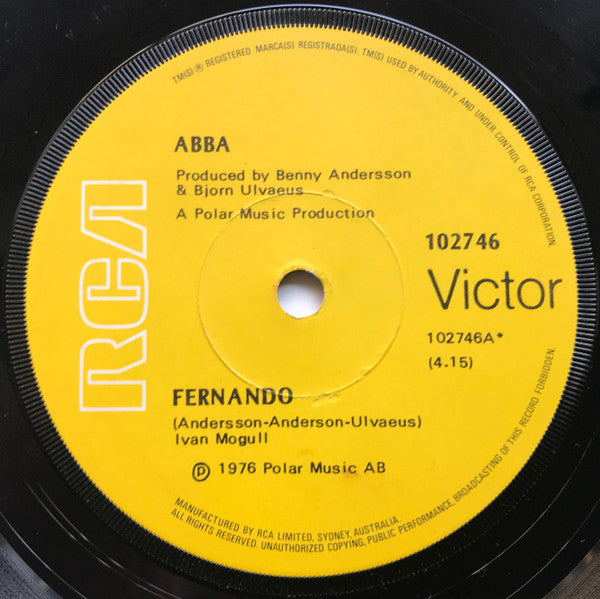 TM(S) ® REGISTERED MARCA(S) REGISTRADA(S). TM(S) USED BY AUTHORITY AND UNDER CONTROL OF RCA CORPORATION.
ABBA
Produced by Benny Andersson
& Bjorn Ulvaeus
A Polar Music Production
RCA
102746
Victor
102746A*
(4.15)
FERNANDO
(Andersson-Anderson-Ulvaeus)
Ivan Mogull
℗ 1976 Polar Music AB
MANUFACTURED BY RCA LIMITED, SYDNEY, AUSTRALIA.
ALL RIGHTS RESERVED. UNAUTHORIZED COPYING, PUBLIC PERFORMANCE, BROADCASTING OF THIS RECORD FORBIDDEN.